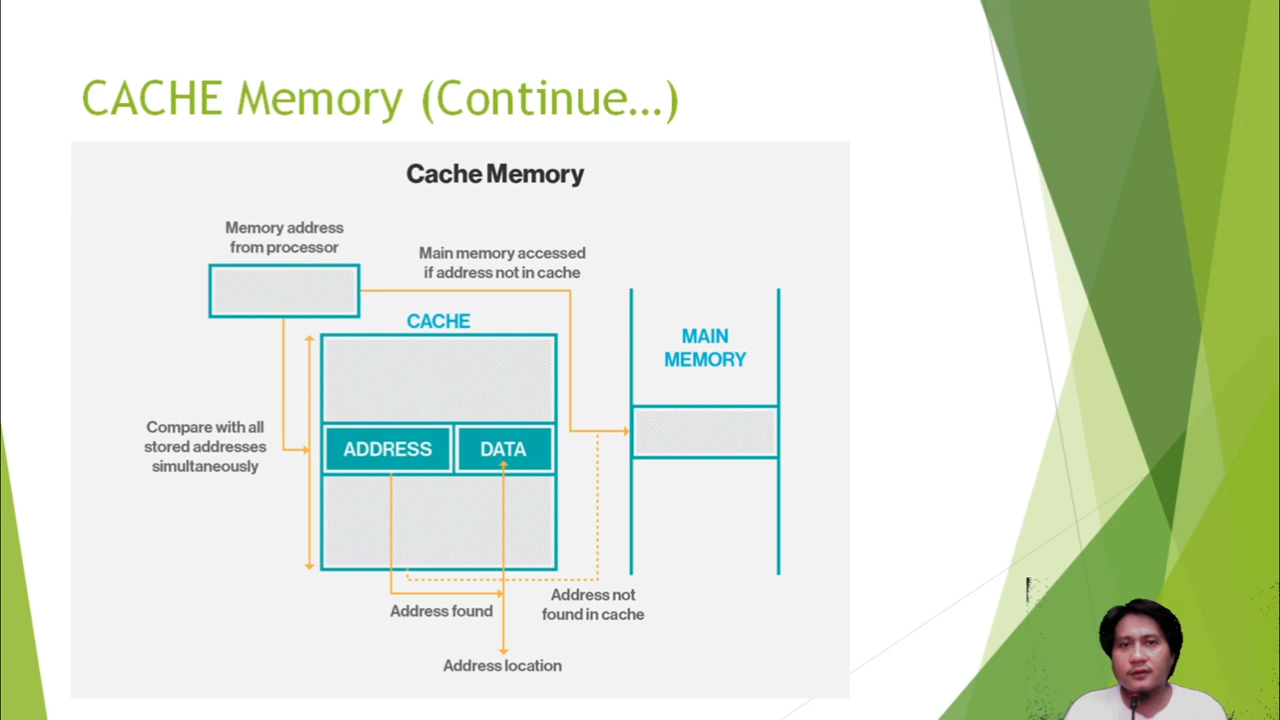 CACHE Memory (Continue...)
Cache Memory
Memory address
from processor
Main memory accessed
if address not in cache
CACHE
MAIN
MEMORY
Compare with all
stored addresses
simultaneously
ADDRESS
DATA
Address found
Address not
found in cache
Address location